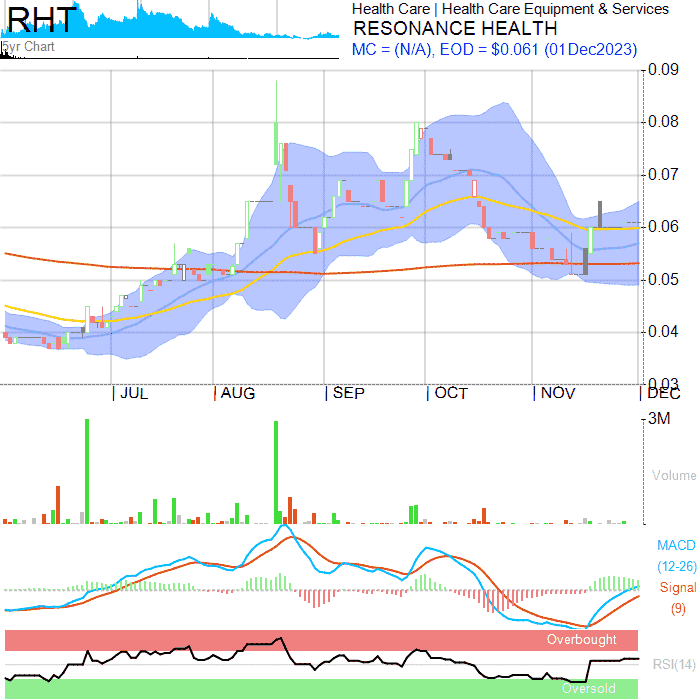 RHT
5yr Chart
Health Care | Health Care Equipment & Services
RESONANCE HEALTH
MC = (N/A), EOD = $0.061 (01Dec2023)
0.09
0.08
0.07
0.06
0.05
0.04
0.03
JUL AUG SEP OCT NOV DEC
3M
Volume
MACD
(12-26)
Signal
(9)
Overbought
RSI(14)
Oversold